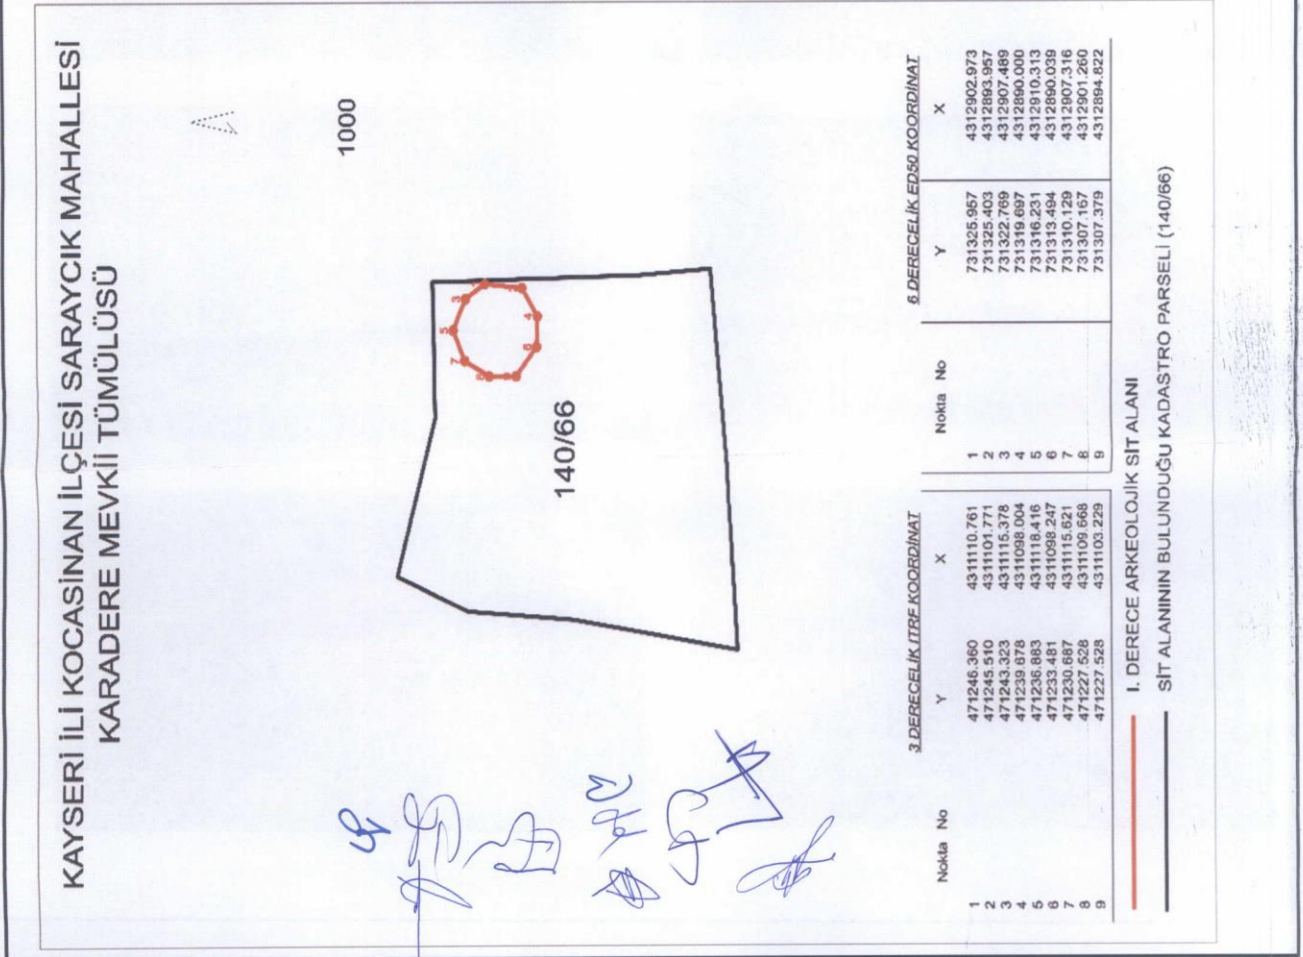 KAYSERİ İLİ KOCASİNAN İLÇESİ SARAYCIK MAHALLESİ
KARADERE MEVKİİ TÜMÜLÜSÜ
1000
140/66
3 DERECELİK ITRF KOORDİNAT
Nokta No Y X
1 471246.360 4311110.761
2 471245.510 4311101.771
3 471243.323 4311115.378
4 471239.678 4311098.004
5 471236.883 4311118.416
6 471233.481 4311098.247
7 471230.687 4311115.621
8 471227.528 4311109.668
9 471227.528 4311103.229
6 DERECELİK ED50 KOORDİNAT
Nokta No Y X
1 731325.957 4312902.973
2 731325.403 4312893.957
3 731322.769 4312907.489
4 731319.697 4312890.000
5 731316.231 4312910.313
6 731313.494 4312890.039
7 731310.129 4312907.316
8 731307.167 4312901.260
9 731307.379 4312894.822
I. DERECE ARKEOLOJİK SİT ALANI
SİT ALANININ BULUNDUĞU KADASTRO PARSELİ (140/66)